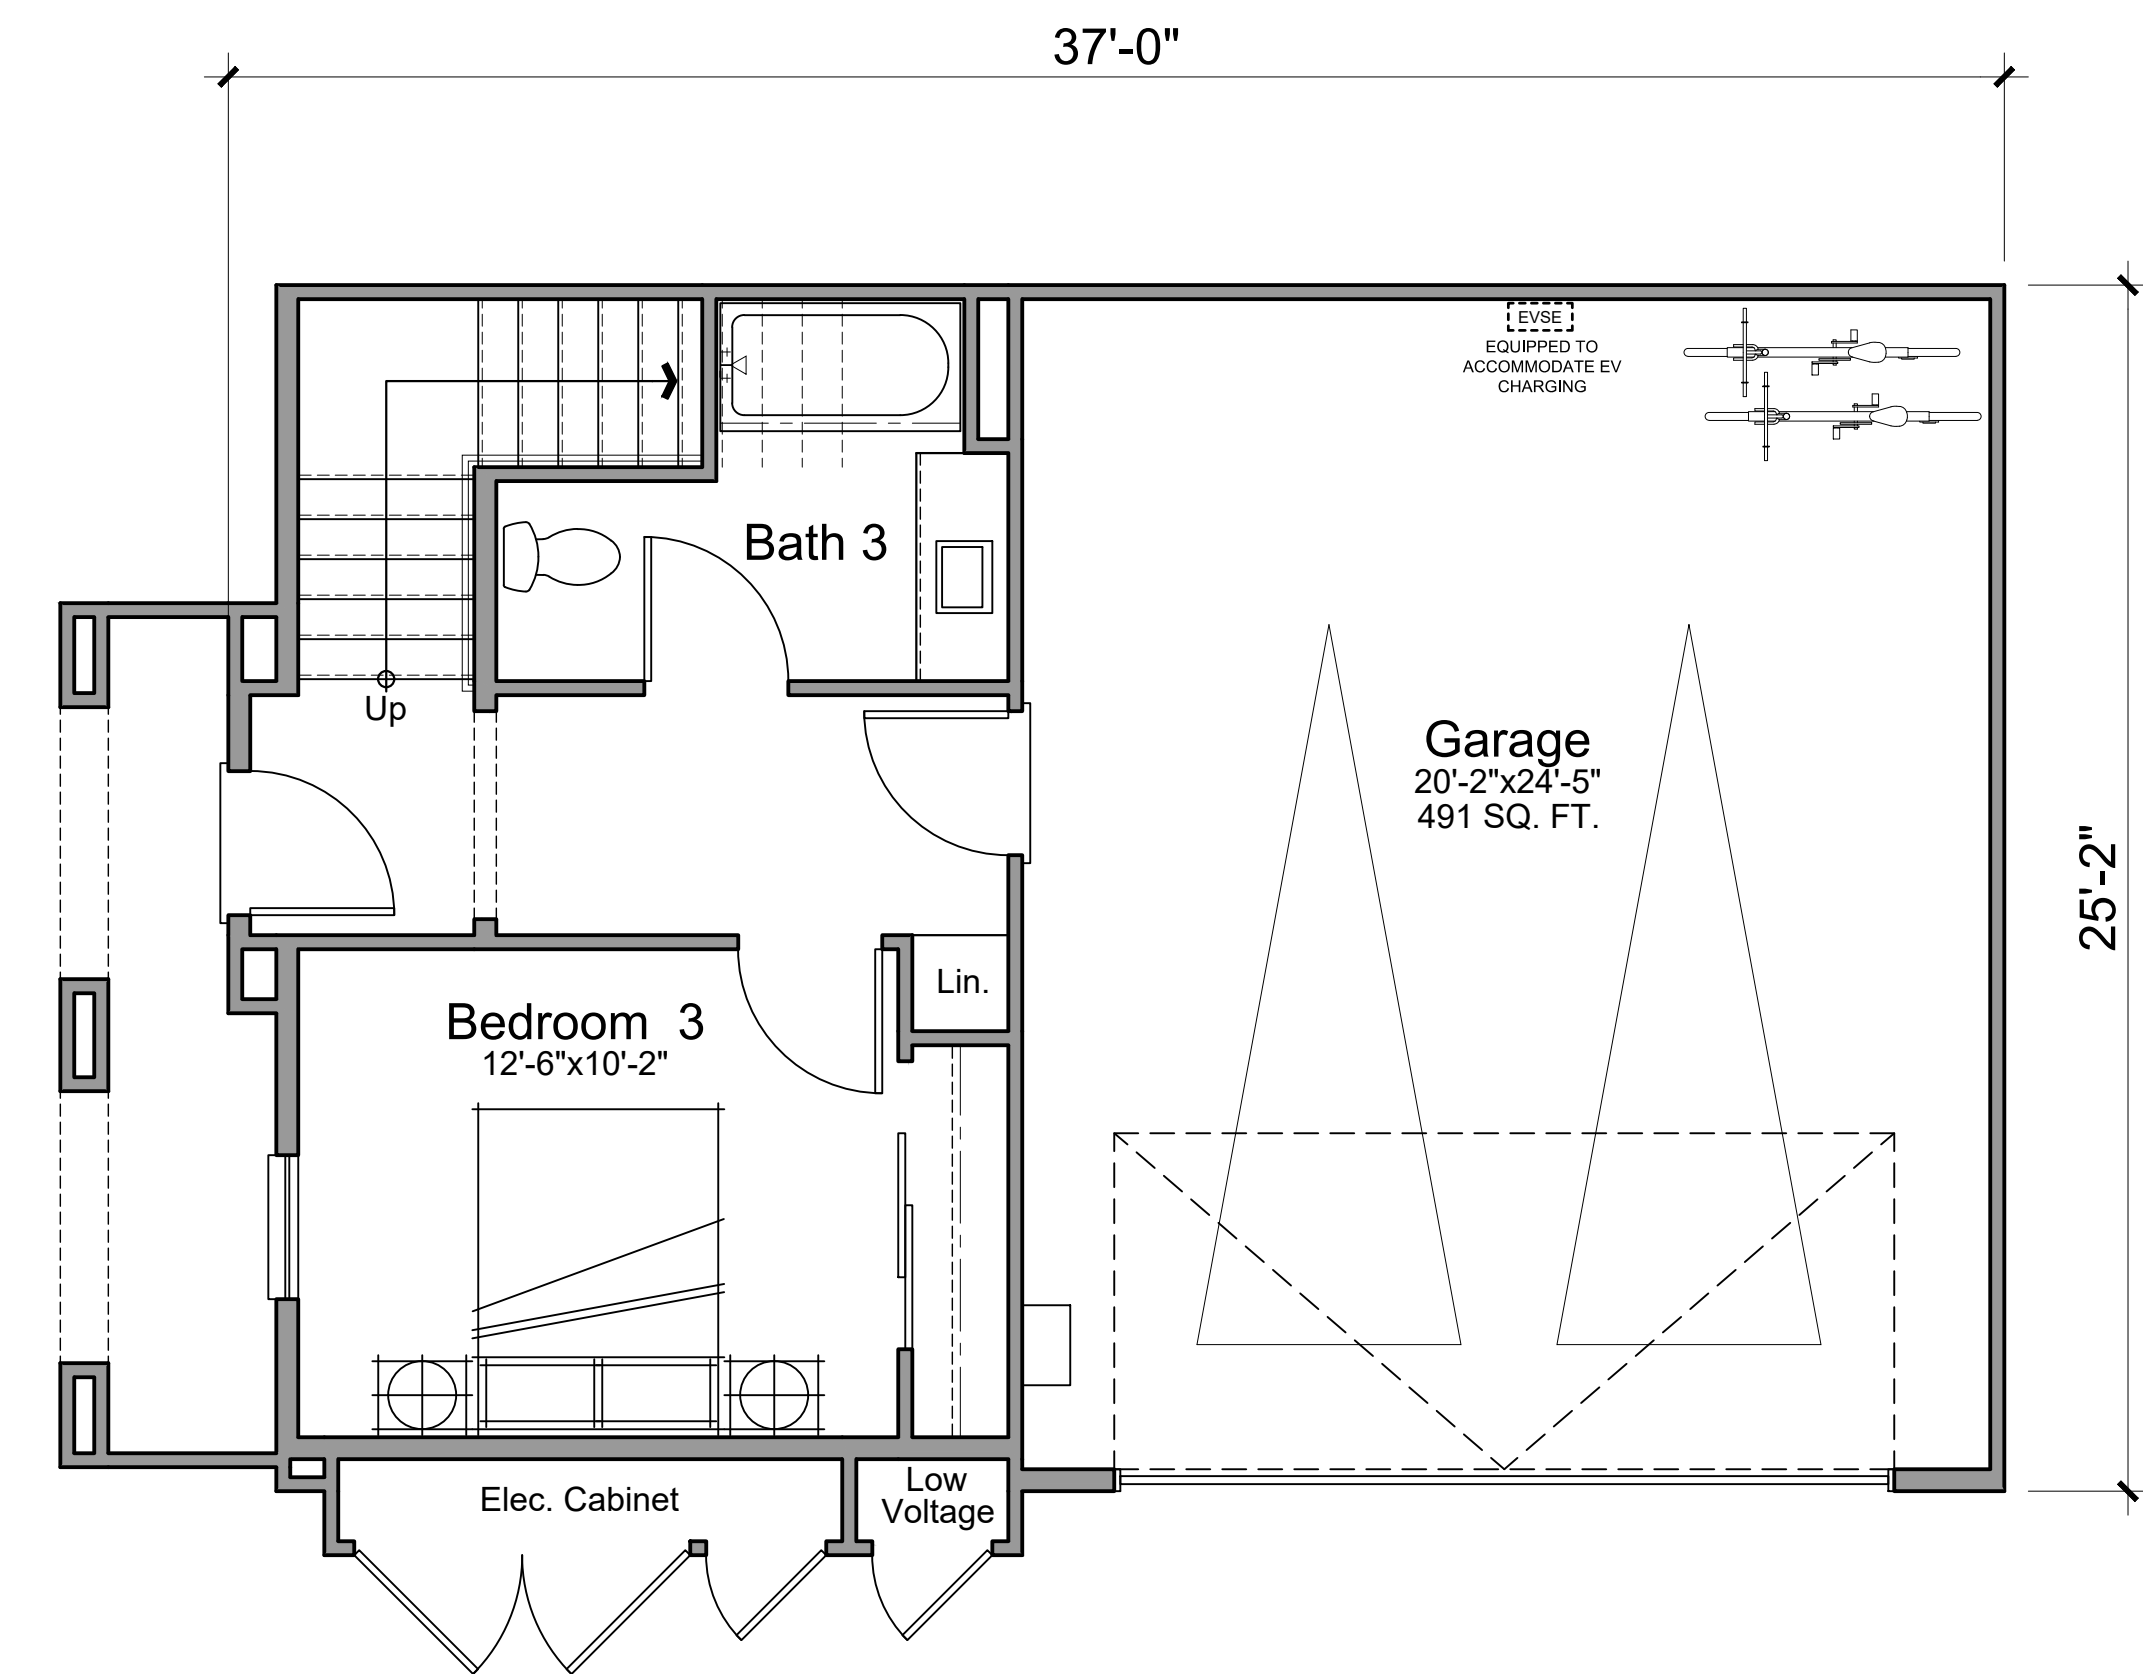 37'-0"
EVSE
EQUIPPED TO
ACCOMMODATE EV
CHARGING
Bath 3
Up
Garage
20'-2"x24'-5"
491 SQ. FT.
25'-2"
Lin.
Bedroom 3
12'-6"x10'-2"
Elec. Cabinet
Low
Voltage